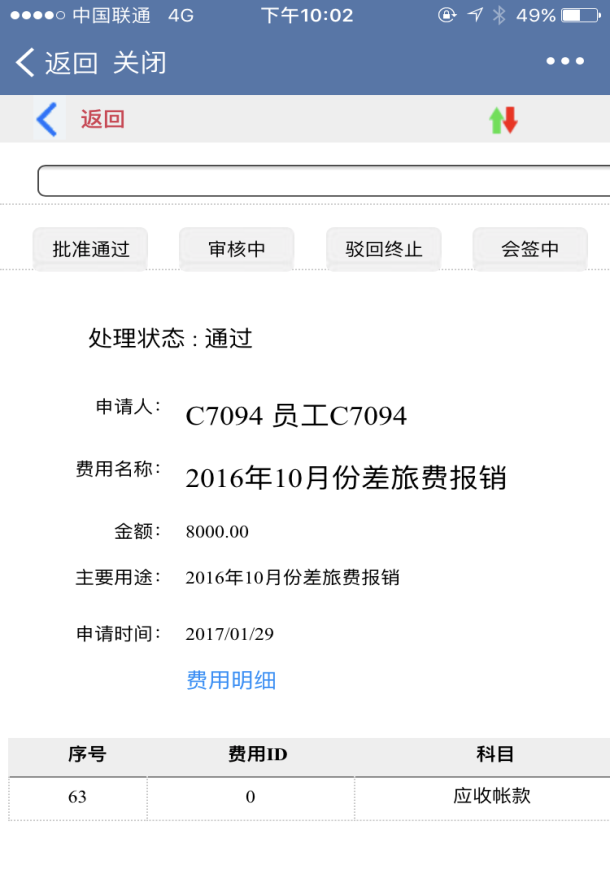 中国联通 4G 下午10:02 49%
返回 关闭
返回
批准通过 审核中 驳回终止 会签中
处理状态 : 通过
申请人： C7094 员工C7094
费用名称： 2016年10月份差旅费报销
金额： 8000.00
主要用途： 2016年10月份差旅费报销
申请时间： 2017/01/29
费用明细
序号 费用ID 科目
63 0 应收帐款